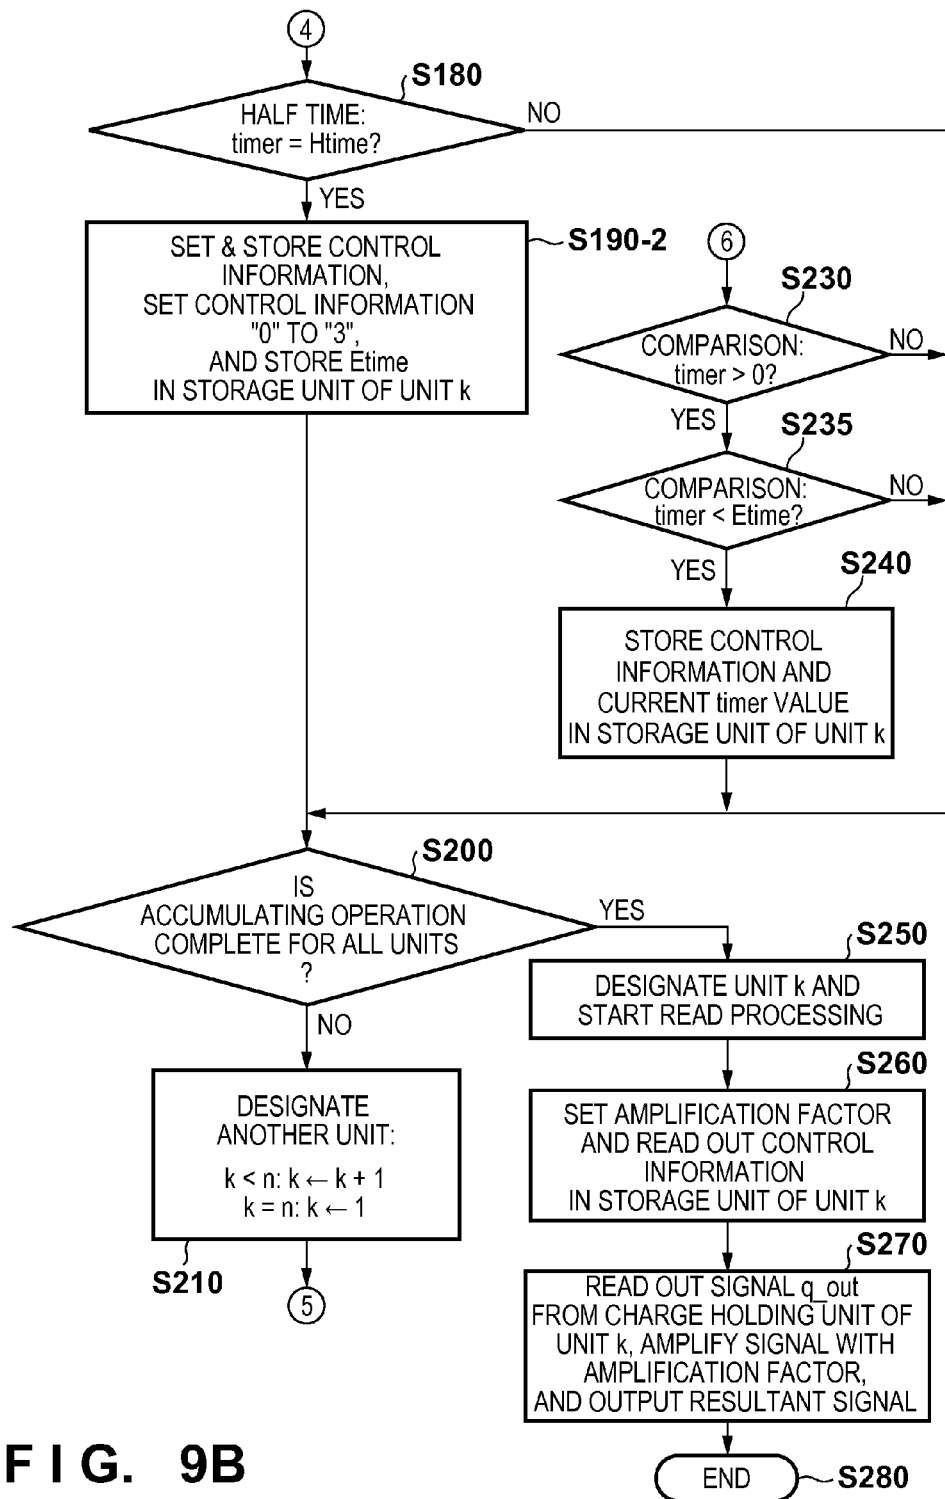 4
S180
HALF TIME:
timer = Htime?
NO
YES
SET & STORE CONTROL
INFORMATION,
SET CONTROL INFORMATION
"0" TO "3",
AND STORE Etime
IN STORAGE UNIT OF UNIT k
S190-2
6
S230
COMPARISON:
timer > 0?
NO
YES
S235
COMPARISON:
timer < Etime?
NO
YES
S240
STORE CONTROL
INFORMATION AND
CURRENT timer VALUE
IN STORAGE UNIT OF UNIT k
S200
IS
ACCUMULATING OPERATION
COMPLETE FOR ALL UNITS
?
YES
NO
S250
DESIGNATE UNIT k AND
START READ PROCESSING
DESIGNATE
ANOTHER UNIT:
k < n: k ← k + 1
k = n: k ← 1
S210
5
S260
SET AMPLIFICATION FACTOR
AND READ OUT CONTROL
INFORMATION
IN STORAGE UNIT OF UNIT k
S270
READ OUT SIGNAL q_out
FROM CHARGE HOLDING UNIT OF
UNIT k, AMPLIFY SIGNAL WITH
AMPLIFICATION FACTOR,
AND OUTPUT RESULTANT SIGNAL
END
S280
FIG. 9B